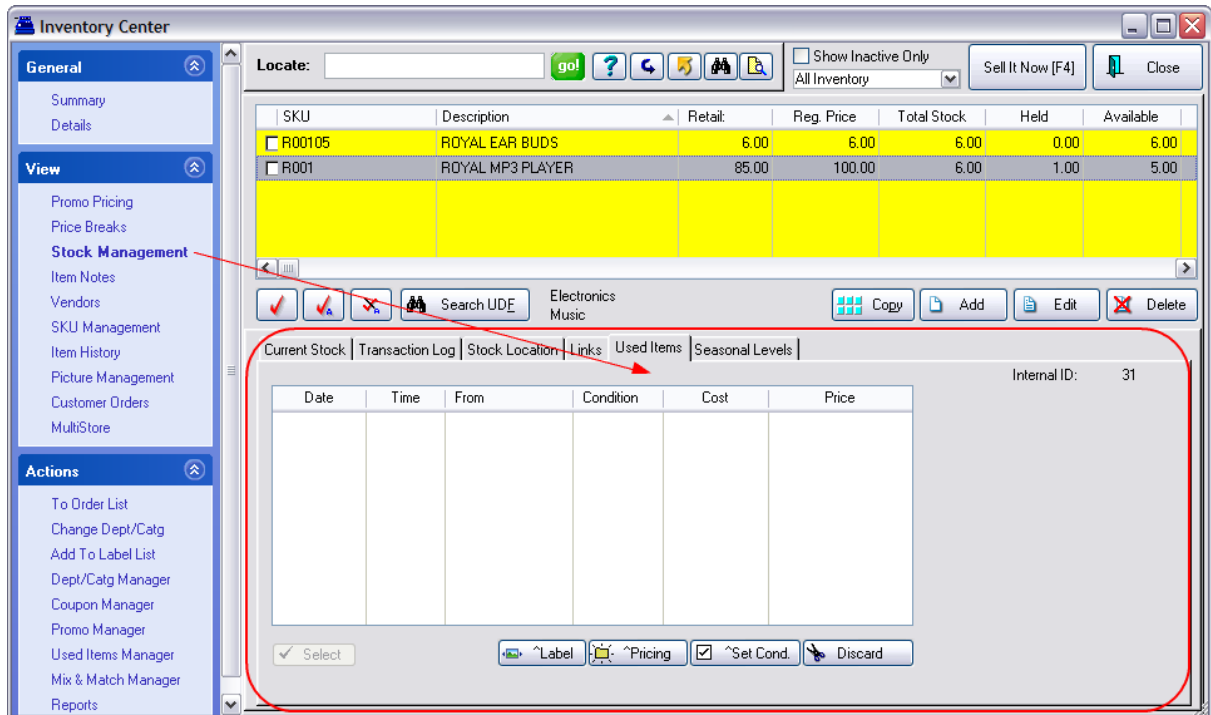 Inventory Center
General
Summary
Details
View
Promo Pricing
Price Breaks
Stock Management
Item Notes
Vendors
SKU Management
Item History
Picture Management
Customer Orders
MultiStore
Actions
To Order List
Change Dept/Catg
Add To Label List
Dept/Catg Manager
Coupon Manager
Promo Manager
Used Items Manager
Mix & Match Manager
Reports
Locate: go! ? Show Inactive Only
All Inventory
Sell It Now [F4] Close
SKU Description Retail: Reg. Price Total Stock Held Available
R00105 ROYAL EAR BUDS 6.00 6.00 6.00 0.00 6.00
R001 ROYAL MP3 PLAYER 85.00 100.00 6.00 1.00 5.00
A A Search UDF Electronics
Music
Copy Add Edit Delete
Current Stock Transaction Log Stock Location Links Used Items Seasonal Levels
Internal ID: 31
Date Time From Condition Cost Price
Select ^Label ^Pricing ^Set Cond. Discard